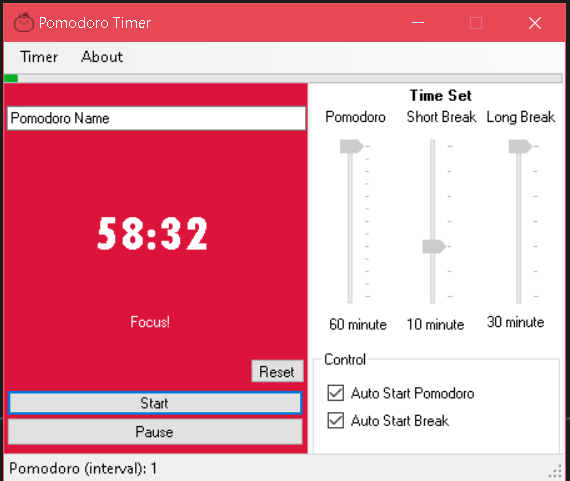 Pomodoro Timer
Timer About
Pomodoro Name
58:32
Focus!
Reset
Start
Pause
Time Set
Pomodoro Short Break Long Break
60 minute 10 minute 30 minute
Control
Auto Start Pomodoro
Auto Start Break
Pomodoro (interval): 1